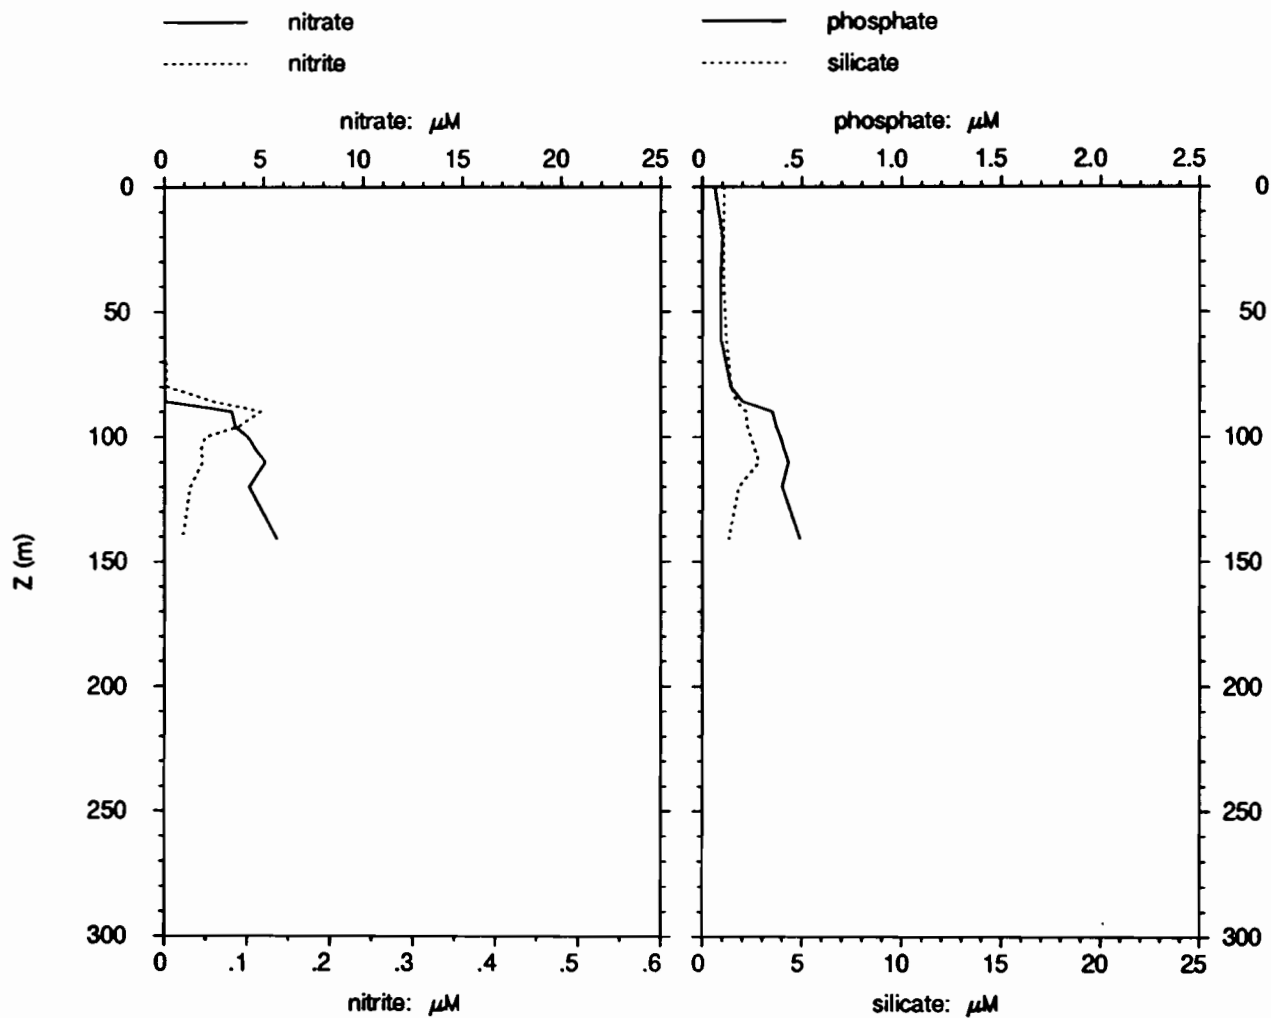 nitrate phosphate
nitrite silicate
nitrate: μM phosphate: μM
0 5 10 15 20 25 0 .5 1.0 1.5 2.0 2.5
0 0
50 50
100 100
150 150
Z (m)
200 200
250 250
300 300
0 .1 .2 .3 .4 .5 .6 0 5 10 15 20 25
nitrite: μM silicate: μM